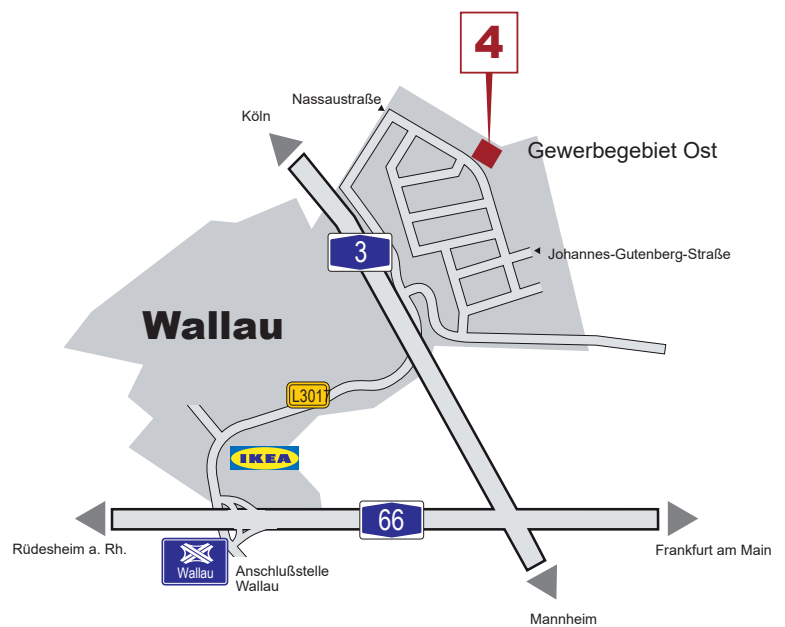 4
Nassaustraße
Köln
Gewerbegebiet Ost
3
Johannes-Gutenberg-Straße
Wallau
L3017
IKEA
66
Rüdesheim a. Rh.
Wallau
Anschlußstelle
Wallau
Frankfurt am Main
Mannheim